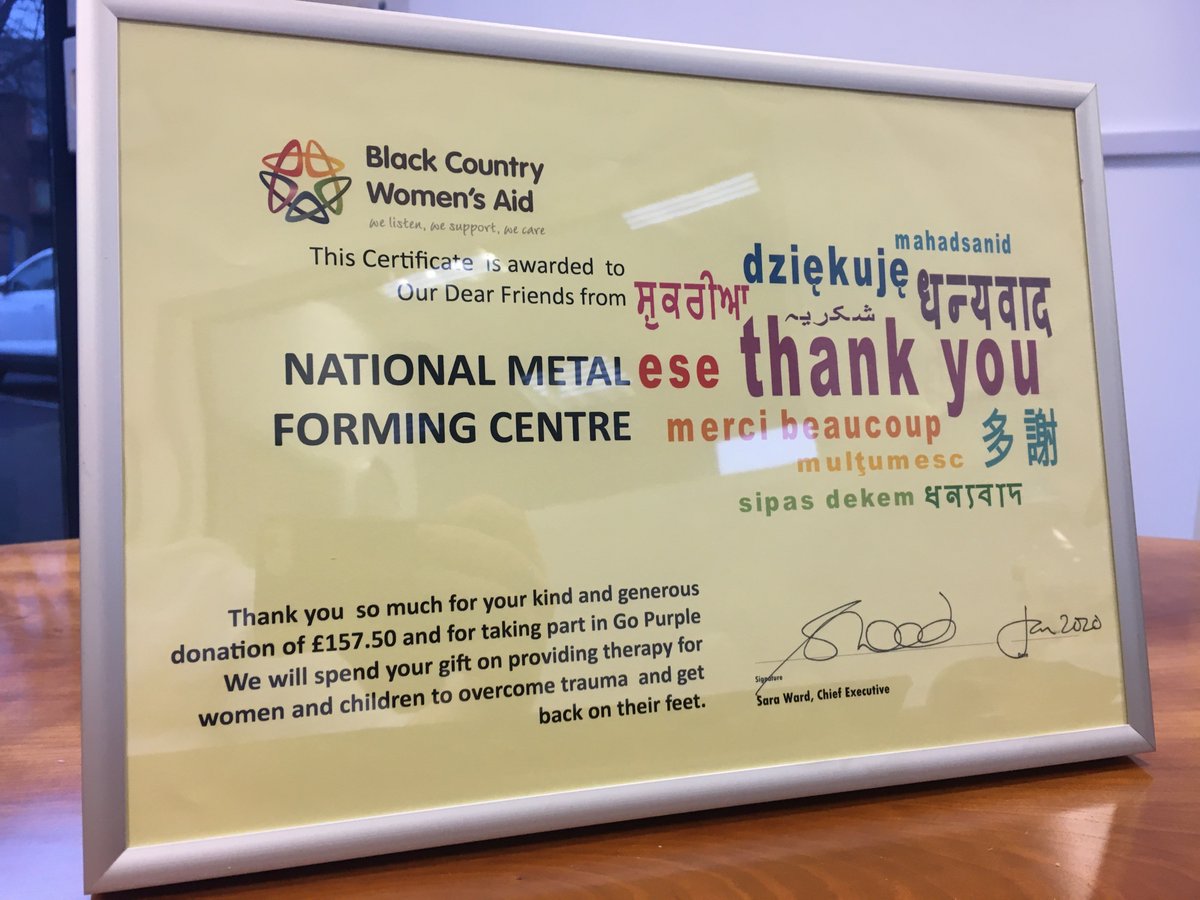 Black Country
Women's Aid
we listen, we support, we care
This Certificate is awarded to
Our Dear Friends from
NATIONAL METAL
FORMING CENTRE
mahadsanid
dziękuję
ਸ਼ੁਕਰੀਆ
شکریہ
धन्यवाद
ese
thank you
merci beaucoup
多謝
mulţumesc
sipas dekem
ধন্যবাদ
Thank you so much for your kind and generous
donation of £157.50 and for taking part in Go Purple
We will spend your gift on providing therapy for
women and children to overcome trauma and get
back on their feet.
Jan 2020
Signature
Sara Ward, Chief Executive